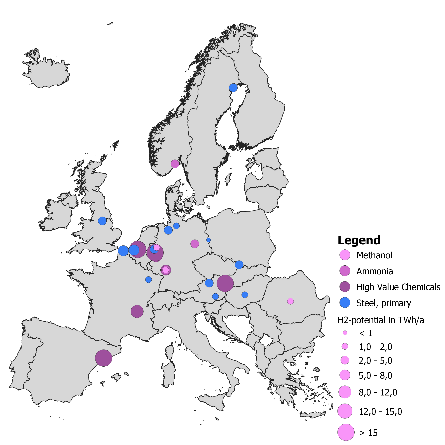 Legend
Methanol
Ammonia
High Value Chemicals
Steel, primary
H2-potential in TWh/a
< 1
1,0 - 2,0
2,0 - 5,0
5,0 - 8,0
8,0 - 12,0
12,0 - 15,0
> 15